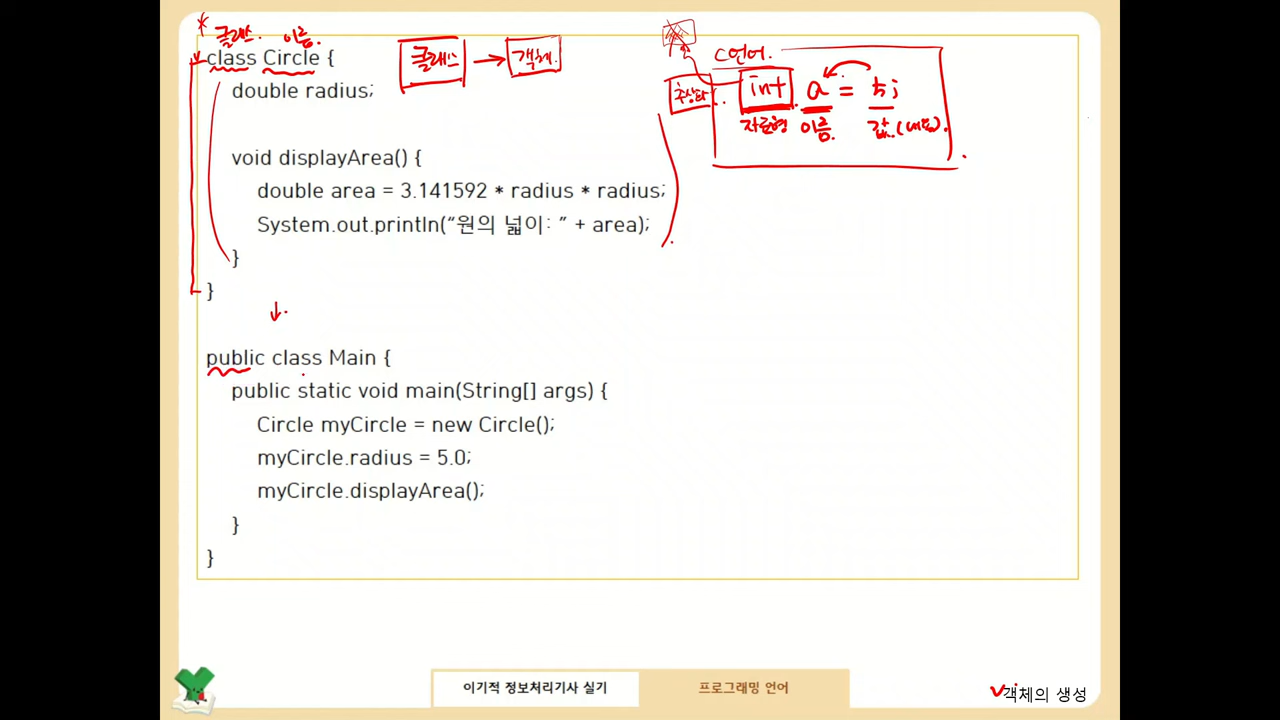 클래스. 이름.
class Circle {
클래스 → 객체.
double radius;
void displayArea() {
double area = 3.141592 * radius * radius;
System.out.println("원의 넓이: " + area);
}
}
C언어.
추상화
int a = 5;
자료형 이름. 값.
public class Main {
public static void main(String[] args) {
Circle myCircle = new Circle();
myCircle.radius = 5.0;
myCircle.displayArea();
}
}
이기적 정보처리기사 실기
프로그래밍 언어
객체의 생성